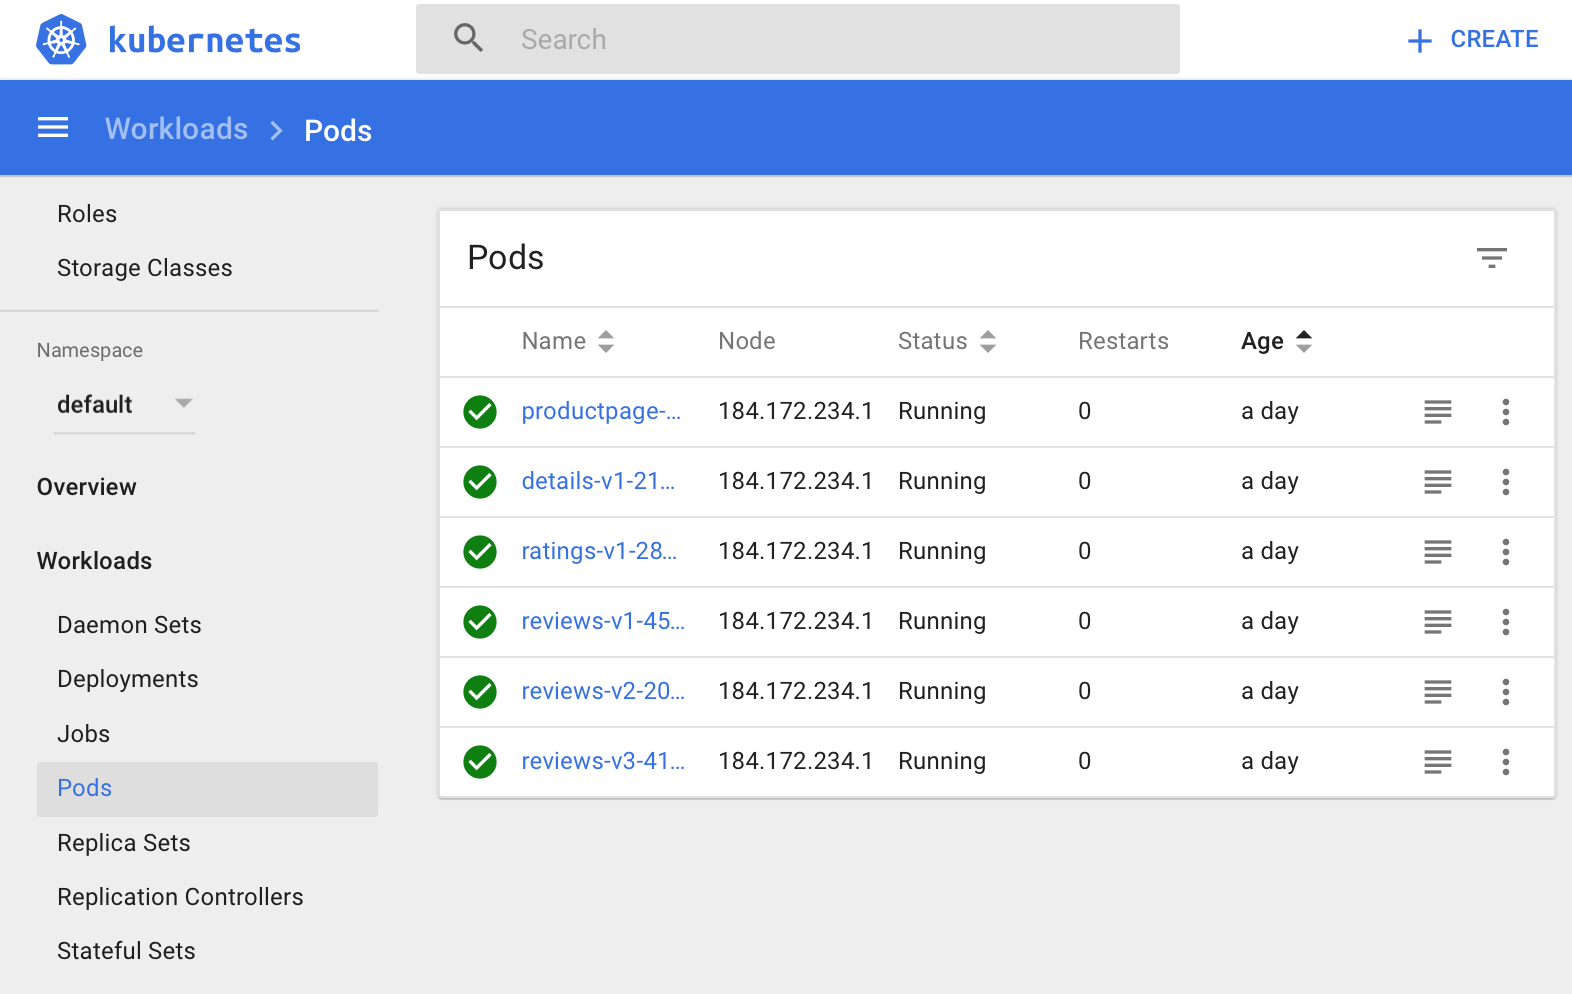 kubernetes
Search
CREATE
Workloads > Pods
Roles
Storage Classes
Namespace
default
Overview
Workloads
Daemon Sets
Deployments
Jobs
Pods
Replica Sets
Replication Controllers
Stateful Sets
Pods
Name Node Status Restarts Age
productpage-... 184.172.234.1 Running 0 a day
details-v1-21... 184.172.234.1 Running 0 a day
ratings-v1-28... 184.172.234.1 Running 0 a day
reviews-v1-45... 184.172.234.1 Running 0 a day
reviews-v2-20... 184.172.234.1 Running 0 a day
reviews-v3-41... 184.172.234.1 Running 0 a day